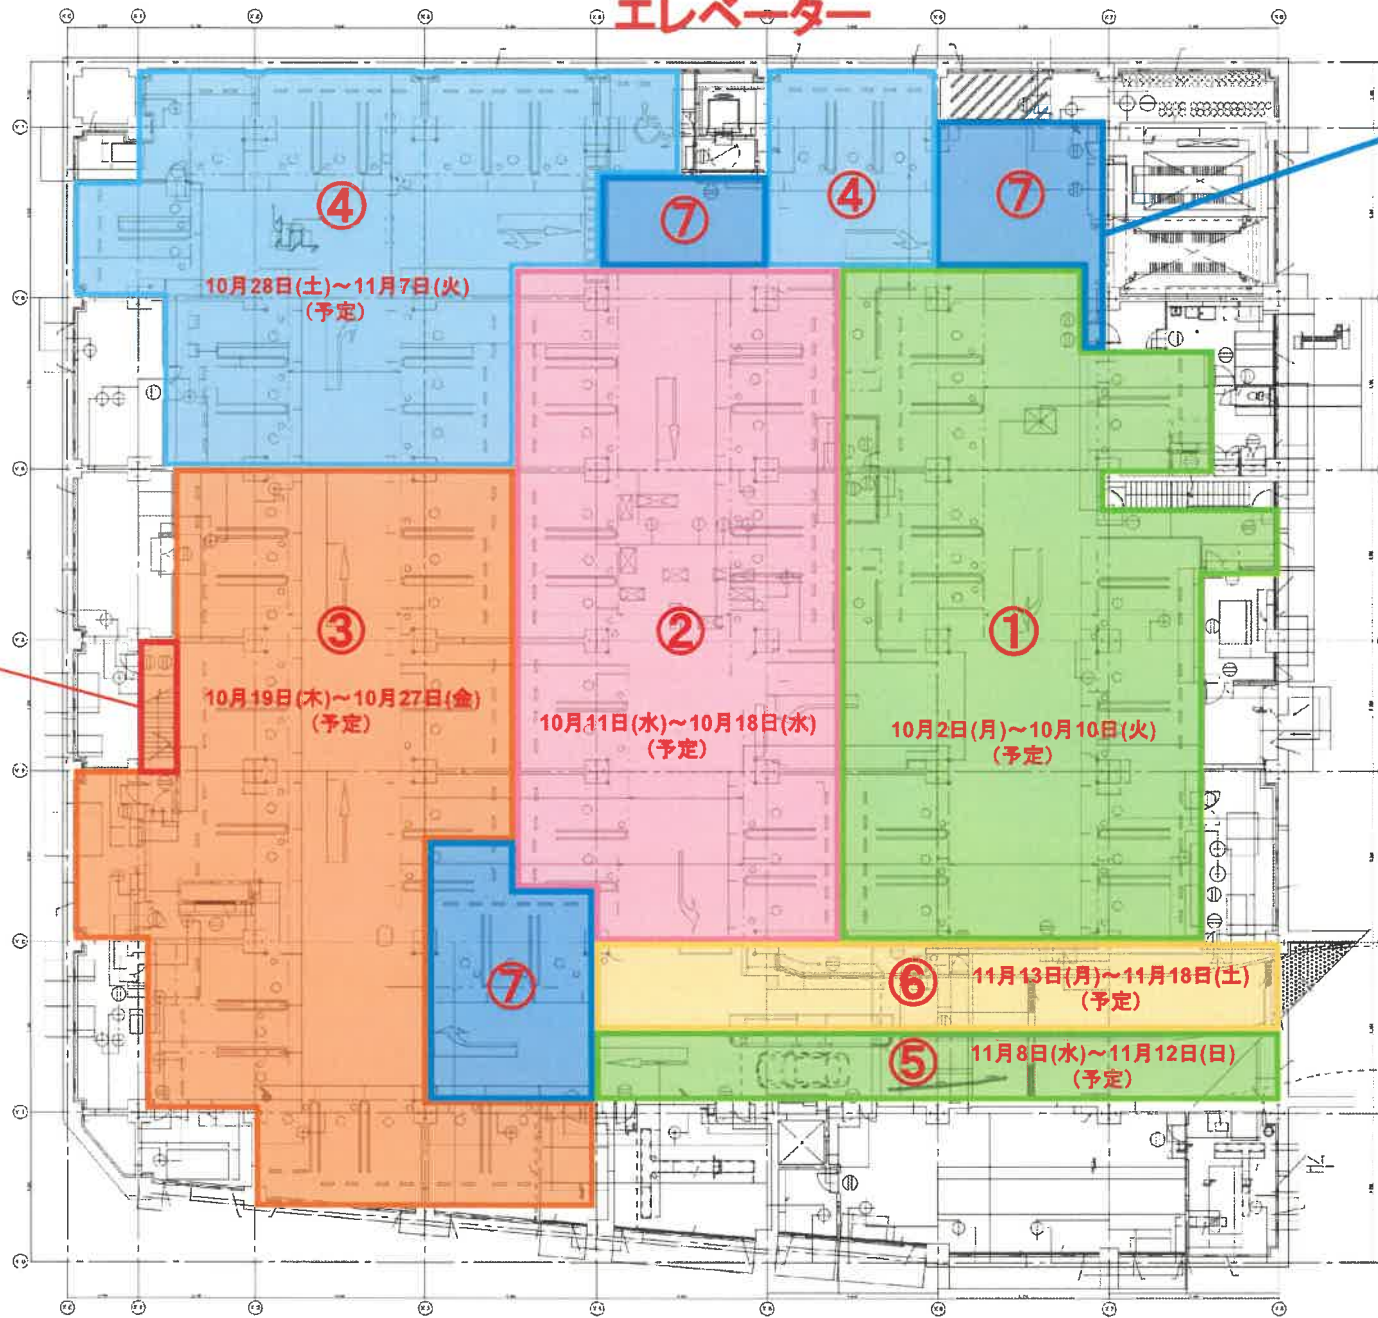 エレベーター
④
⑦
④
⑦
10月28日(土)～11月7日(火)
(予定)
③
②
①
10月19日(木)～10月27日(金)
(予定)
10月11日(水)～10月18日(水)
(予定)
10月2日(月)～10月10日(火)
(予定)
⑦
⑥
11月13日(月)～11月18日(土)
(予定)
⑤
11月8日(水)～11月12日(日)
(予定)